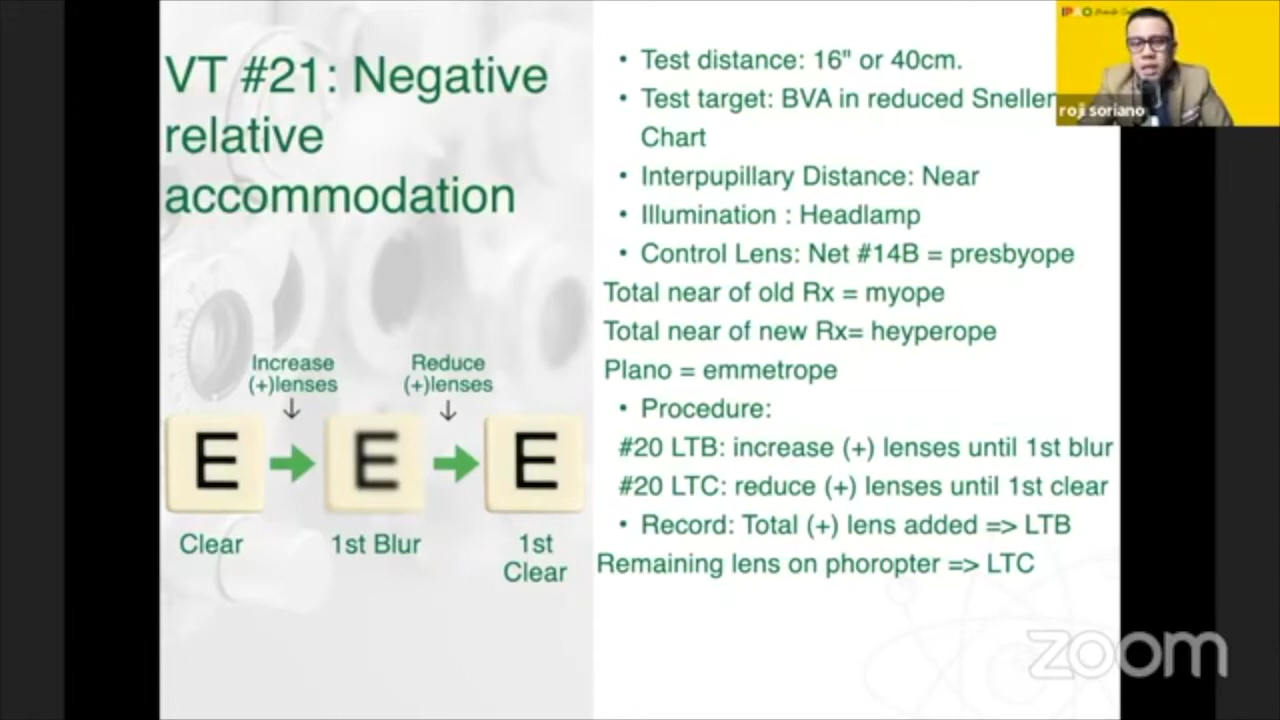 VT #21: Negative
relative
accommodation
Increase
(+)lenses
↓
Reduce
(+)lenses
↓
E
E
E
Clear
1st Blur
1st
Clear
• Test distance: 16" or 40cm.
• Test target: BVA in reduced Snellen
Chart
• Interpupillary Distance: Near
• Illumination : Headlamp
• Control Lens: Net #14B = presbyope
Total near of old Rx = myope
Total near of new Rx= heyperope
Plano = emmetrope
• Procedure:
#20 LTB: increase (+) lenses until 1st blur
#20 LTC: reduce (+) lenses until 1st clear
• Record: Total (+) lens added => LTB
Remaining lens on phoropter => LTC
roji soriano
zoom